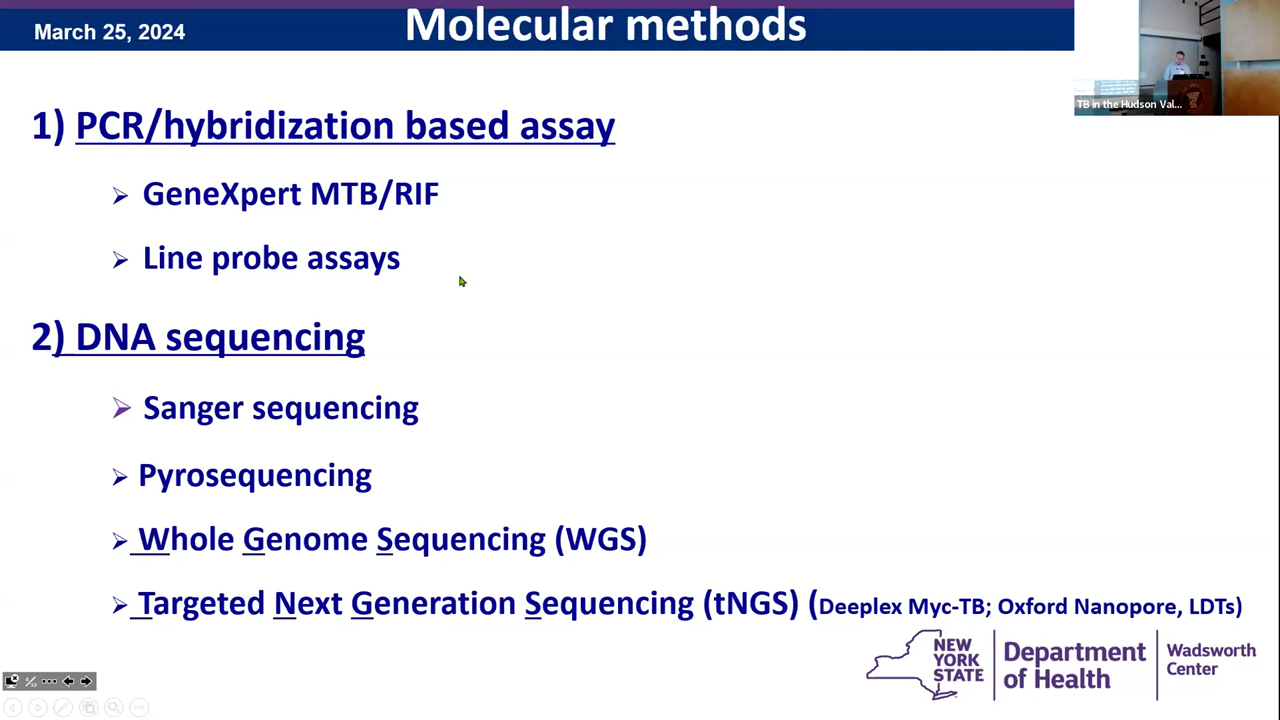 March 25, 2024
Molecular methods
TB in the Hudson Val...
1) PCR/hybridization based assay
GeneXpert MTB/RIF
Line probe assays
2) DNA sequencing
Sanger sequencing
Pyrosequencing
Whole Genome Sequencing (WGS)
Targeted Next Generation Sequencing (tNGS) (Deeplex Myc-TB; Oxford Nanopore, LDTs)
NEW YORK STATE
Department of Health
Wadsworth Center